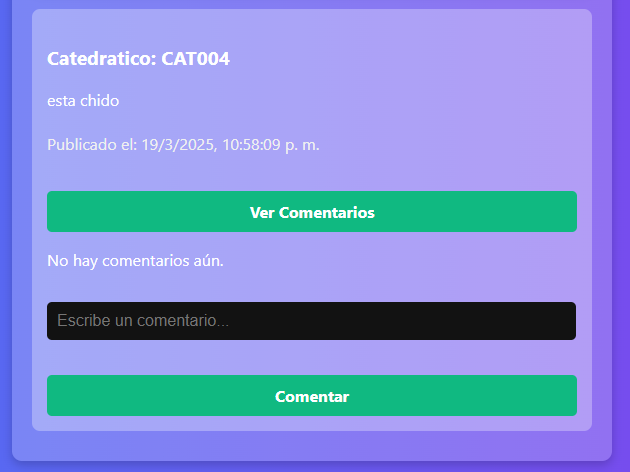 Catedratico: CAT004
esta chido
Publicado el: 19/3/2025, 10:58:09 p. m.
Ver Comentarios
No hay comentarios aún.
Escribe un comentario...
Comentar